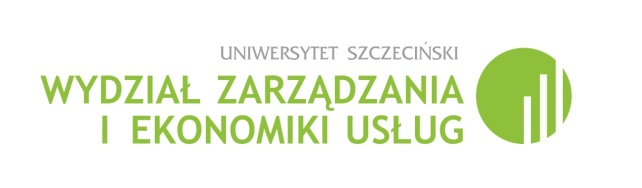 UNIWERSYTET SZCZECIŃSKI
WYDZIAŁ ZARZĄDZANIA
I EKONOMIKI USŁUG